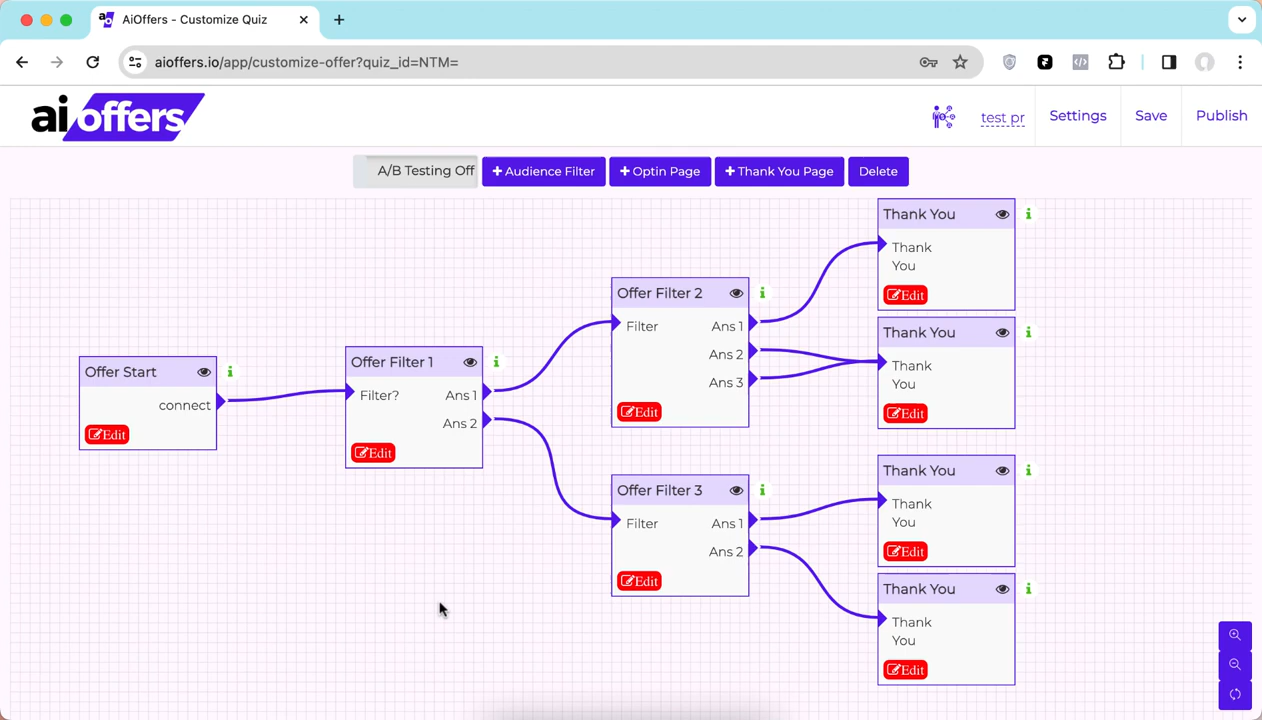 AiOffers - Customize Quiz
aioffers.io/app/customize-offer?quiz_id=NTM=
aioffers
test pr
Settings
Save
Publish
A/B Testing Off
+ Audience Filter
+ Optin Page
+ Thank You Page
Delete
Offer Start
connect
Edit
Offer Filter 1
Filter?
Ans 1
Ans 2
Edit
Offer Filter 2
Filter
Ans 1
Ans 2
Ans 3
Edit
Offer Filter 3
Filter
Ans 1
Ans 2
Edit
Thank You
Thank
You
Edit
Thank You
Thank
You
Edit
Thank You
Thank
You
Edit
Thank You
Thank
You
Edit